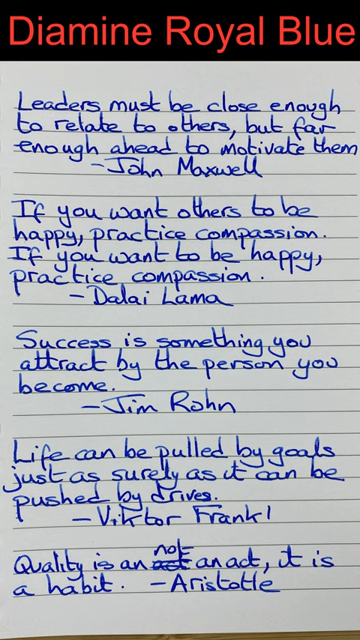 Diamine Royal Blue
Leaders must be close enough
to relate to others, but far
enough ahead to motivate them
-John Maxwell
If you want others to be
happy, practice compassion.
If you want to be happy,
practice compassion.
- Dalai Lama
Success is something you
attract by the person you
become.
-Jim Rohn
Life can be pulled by goals
just as surely as it can be
pushed by drives.
-Viktor Frankl
not
Quality is an act an act, it is
a habit. -Aristotle